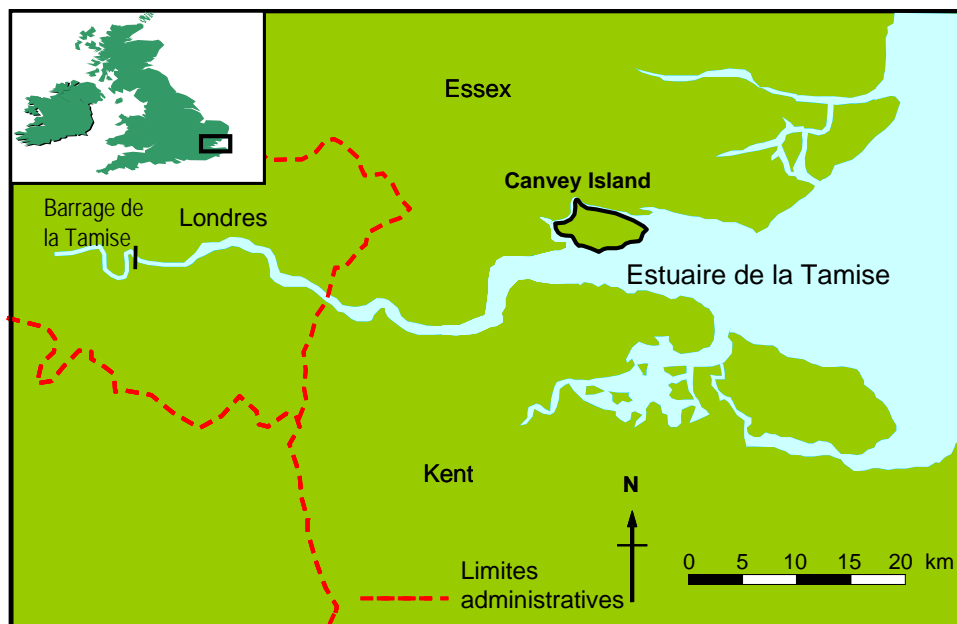 Essex
Canvey Island
Barrage de
la Tamise
Londres
Estuaire de la Tamise
Kent
N
0 5 10 15 20 km
Limites
administratives